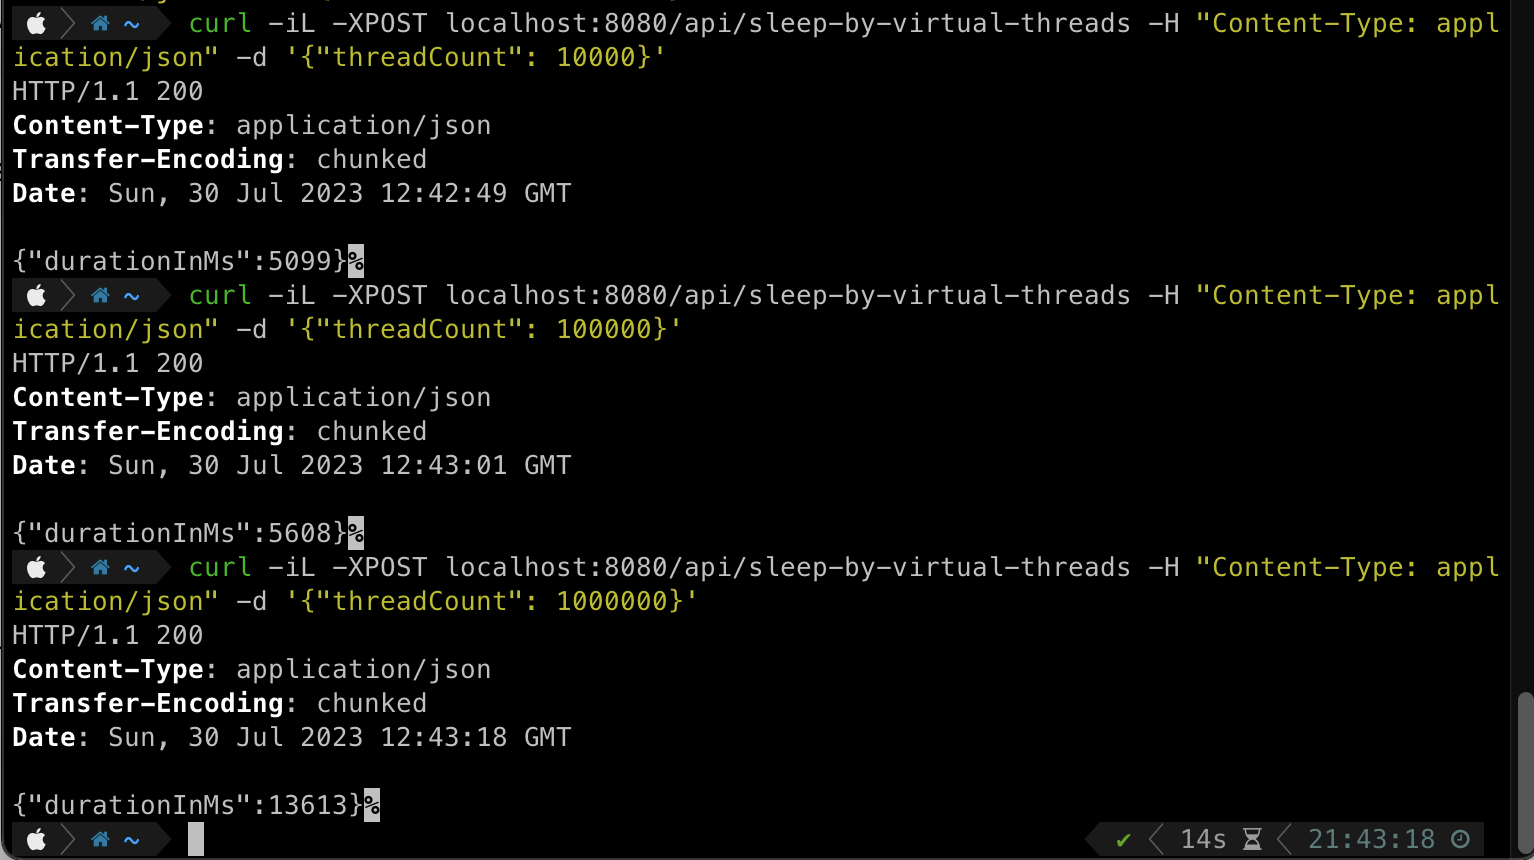 ~ curl -iL -XPOST localhost:8080/api/sleep-by-virtual-threads -H "Content-Type: appl
ication/json" -d '{"threadCount": 10000}'
HTTP/1.1 200
Content-Type: application/json
Transfer-Encoding: chunked
Date: Sun, 30 Jul 2023 12:42:49 GMT
{"durationInMs":5099}%
~ curl -iL -XPOST localhost:8080/api/sleep-by-virtual-threads -H "Content-Type: appl
ication/json" -d '{"threadCount": 100000}'
HTTP/1.1 200
Content-Type: application/json
Transfer-Encoding: chunked
Date: Sun, 30 Jul 2023 12:43:01 GMT
{"durationInMs":5608}%
~ curl -iL -XPOST localhost:8080/api/sleep-by-virtual-threads -H "Content-Type: appl
ication/json" -d '{"threadCount": 1000000}'
HTTP/1.1 200
Content-Type: application/json
Transfer-Encoding: chunked
Date: Sun, 30 Jul 2023 12:43:18 GMT
{"durationInMs":13613}%
~ ✔ 14s 21:43:18